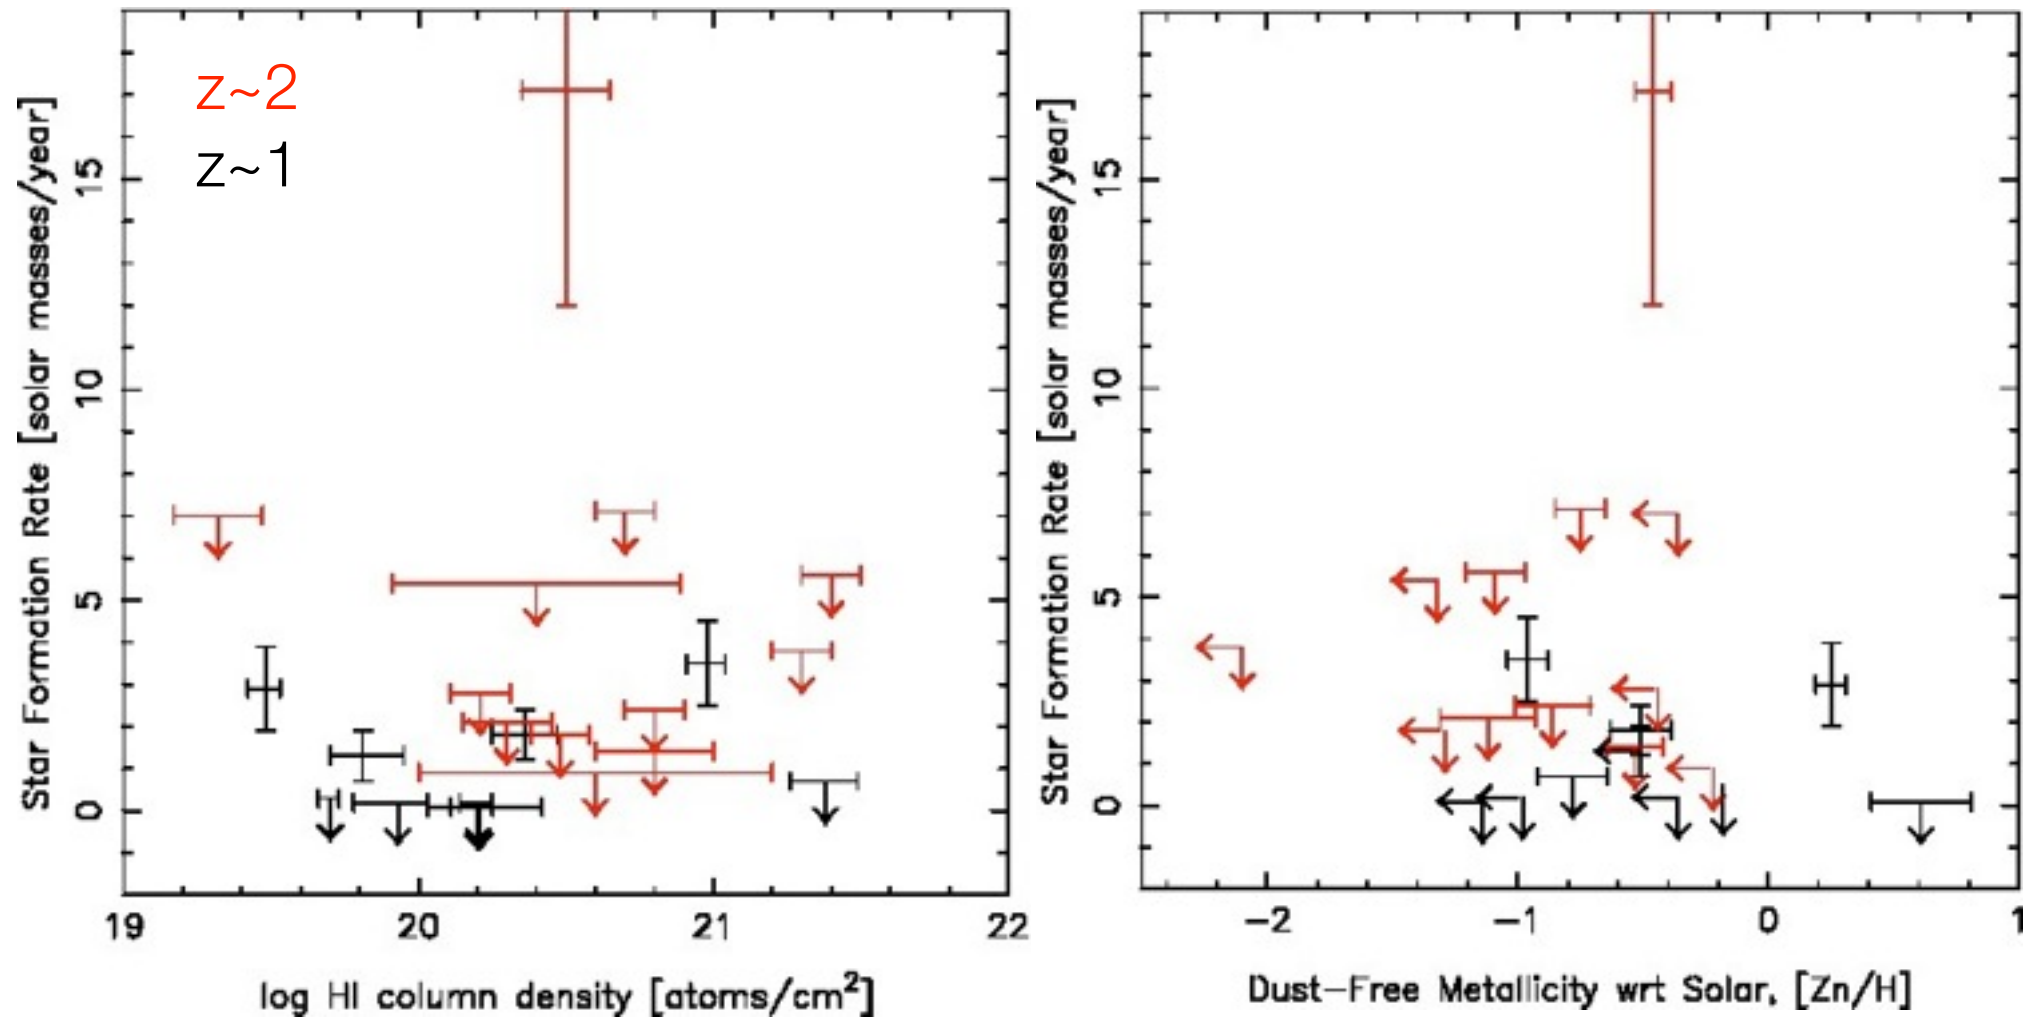 z~2
z~1
Star Formation Rate [solar masses/year]
15
10
5
0
19
20
21
22
log HI column density [atoms/cm²]
Star Formation Rate [solar masses/year]
15
10
5
0
−2
−1
0
1
Dust−Free Metallicity wrt Solar, [Zn/H]